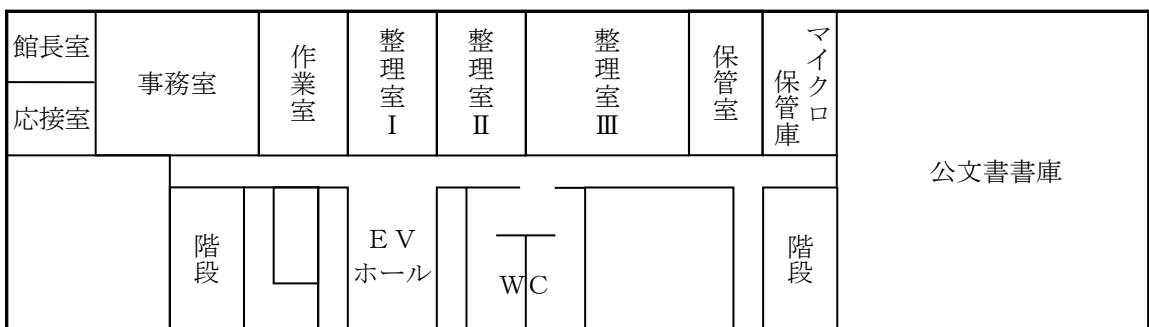 館長室
応接室
事務室
作業室
整理室Ⅰ
整理室Ⅱ
整理室Ⅲ
保管室
マイクロ
保管庫
公文書書庫
階段
ＥＶ
ホール
ＷＣ
階段